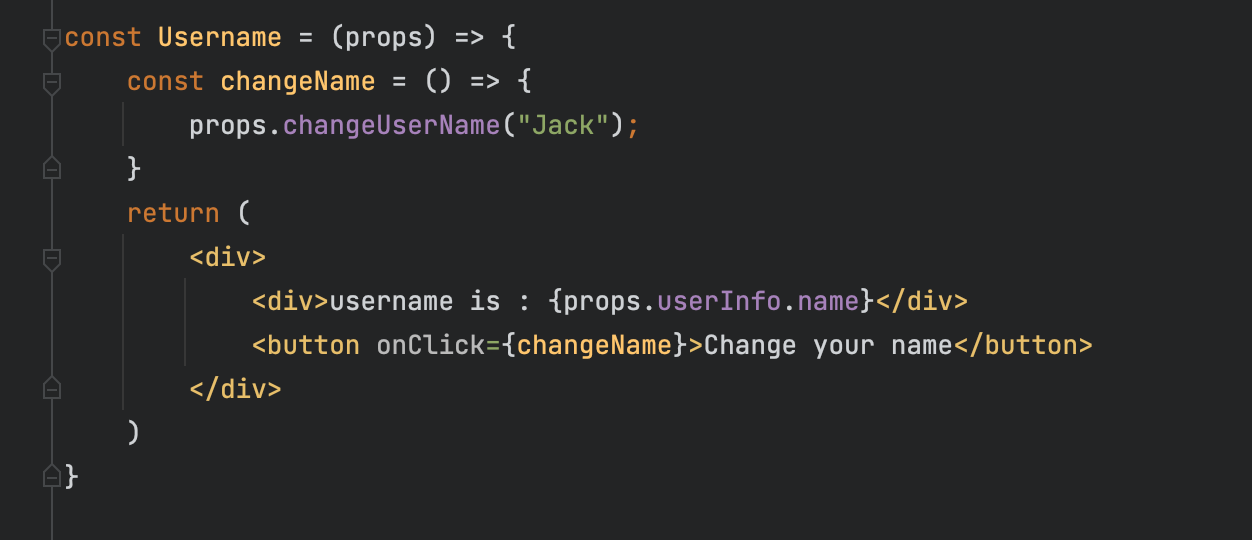 const Username = (props) => {
    const changeName = () => {
        props.changeUserName("Jack");
    }
    return (
        <div>
            <div>username is : {props.userInfo.name}</div>
            <button onClick={changeName}>Change your name</button>
        </div>
    )
}